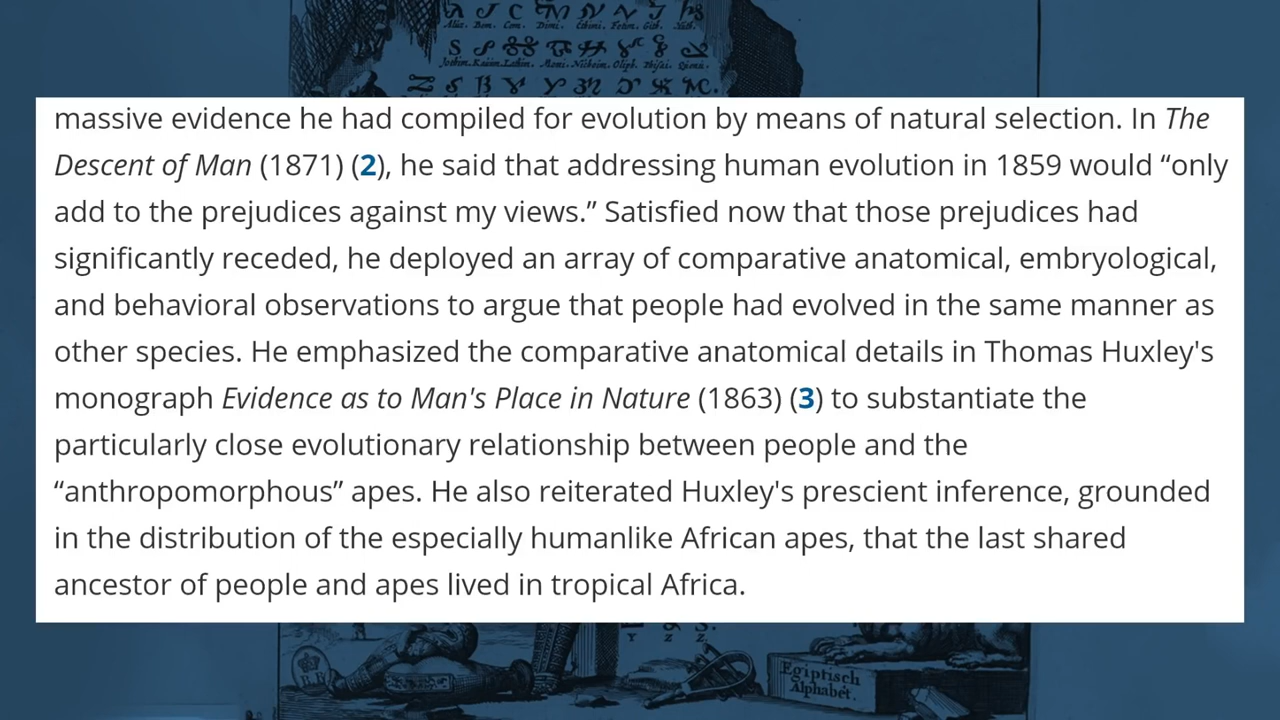 Aliz. Bon. Com. Dimi.
massive evidence he had compiled for evolution by means of natural selection. In The
Descent of Man (1871) (2), he said that addressing human evolution in 1859 would “only
add to the prejudices against my views.” Satisfied now that those prejudices had
significantly receded, he deployed an array of comparative anatomical, embryological,
and behavioral observations to argue that people had evolved in the same manner as
other species. He emphasized the comparative anatomical details in Thomas Huxley's
monograph Evidence as to Man's Place in Nature (1863) (3) to substantiate the
particularly close evolutionary relationship between people and the
“anthropomorphous” apes. He also reiterated Huxley's prescient inference, grounded
in the distribution of the especially humanlike African apes, that the last shared
ancestor of people and apes lived in tropical Africa.
Y Z Z
Egiptisch
Alphabet.